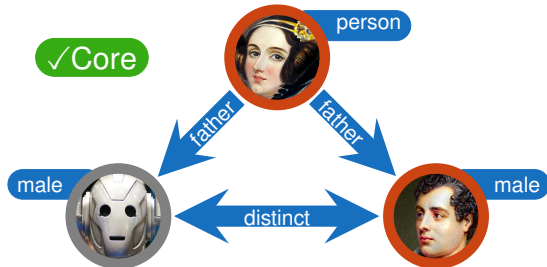 person
✓Core
father
father
male
male
distinct